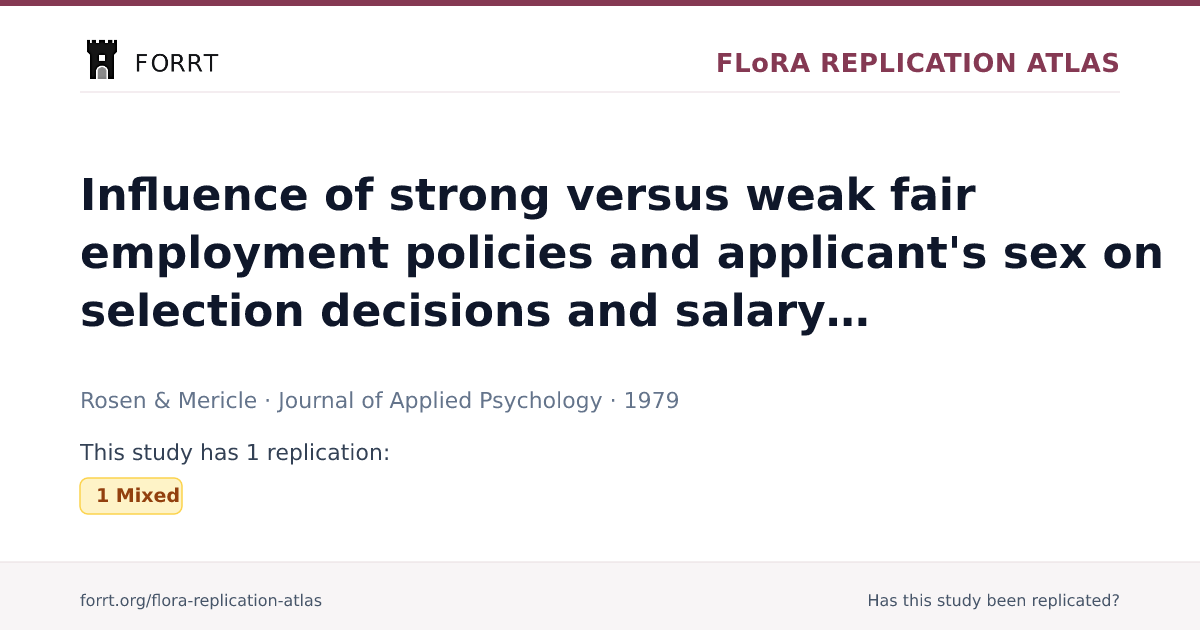 FORRT
FLoRA REPLICATION ATLAS
Influence of strong versus weak fair
employment policies and applicant's sex on
selection decisions and salary…
Rosen & Mericle · Journal of Applied Psychology · 1979
This study has 1 replication:
1 Mixed
forrt.org/flora-replication-atlas
Has this study been replicated?